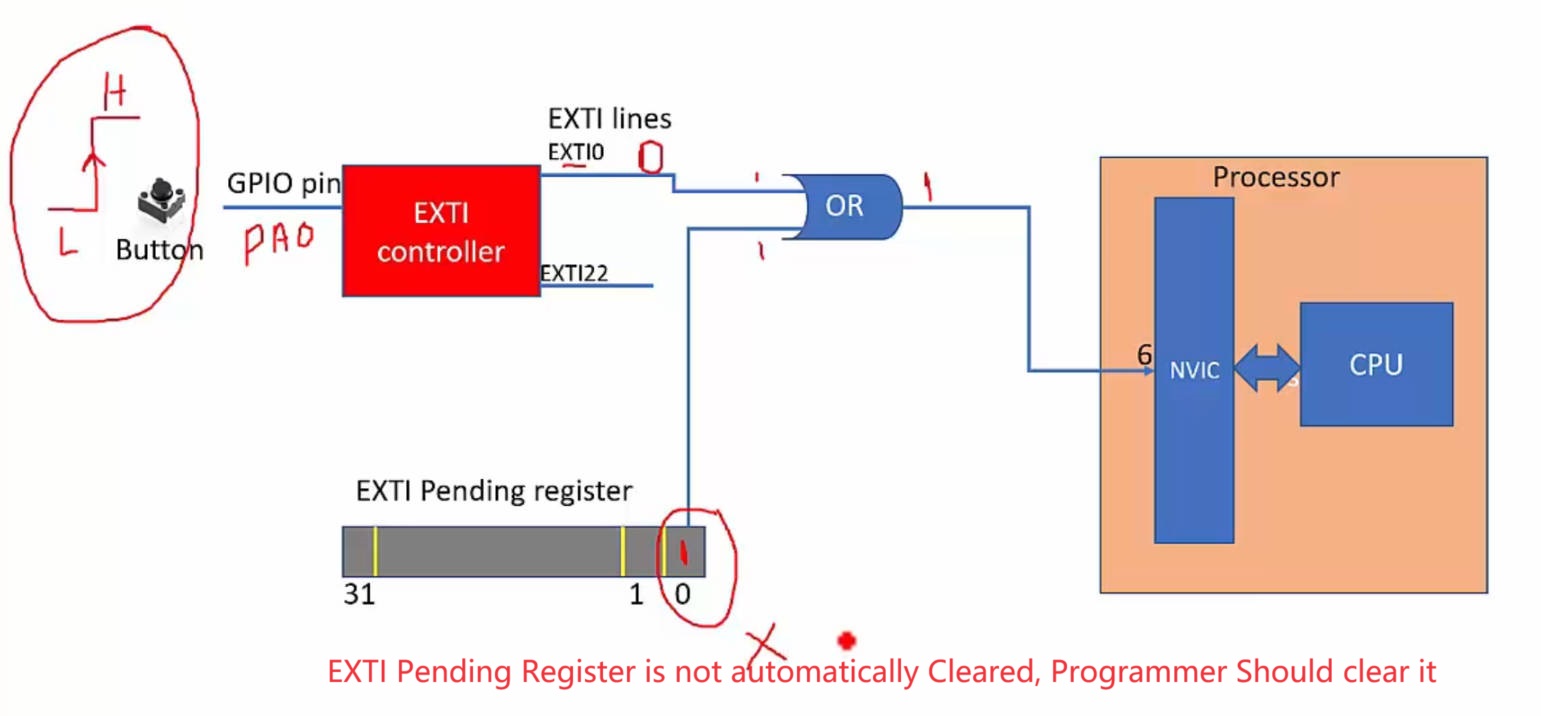 H
L
Button
GPIO pin
PA0
EXTI
controller
EXTI lines
EXTI0
0
EXTI22
1
1
OR
1
Processor
6
NVIC
CPU
EXTI Pending register
1
31
1
0
X
EXTI Pending Register is not automatically Cleared, Programmer Should clear it